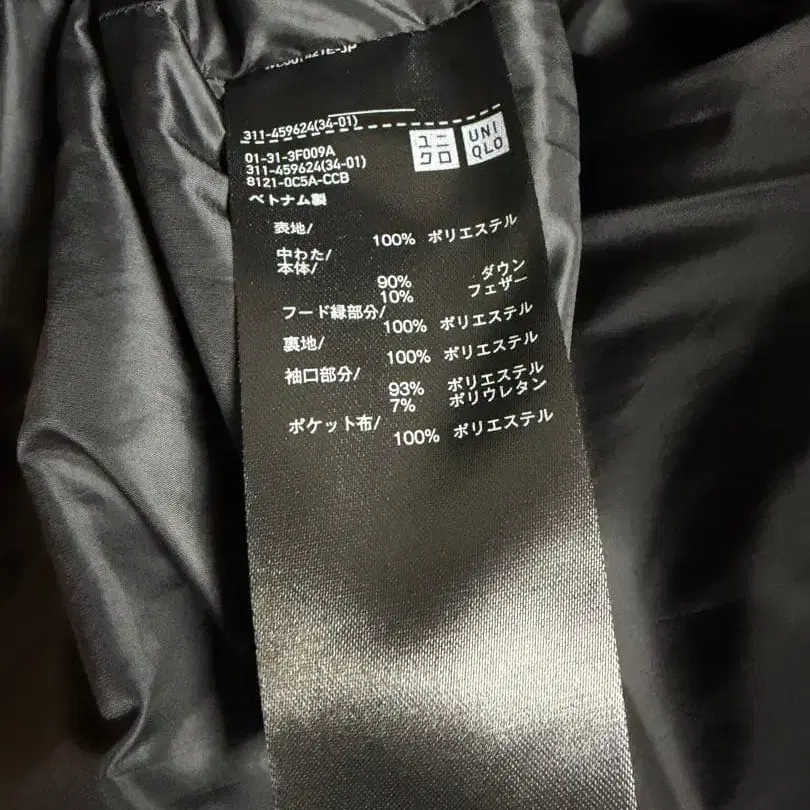 311-459624(34-01)
ユニ
クロ
UNI
QLO
01-31-3F009A
311-459624(34-01)
8121-0C5A-CCB
ベトナム製
表地/
100% ポリエステル
中わた/
本体/
90% ダウン
10% フェザー
フード縁部分/
100% ポリエステル
裏地/
100% ポリエステル
袖口部分/
93% ポリエステル
7% ポリウレタン
ポケット布/
100% ポリエステル